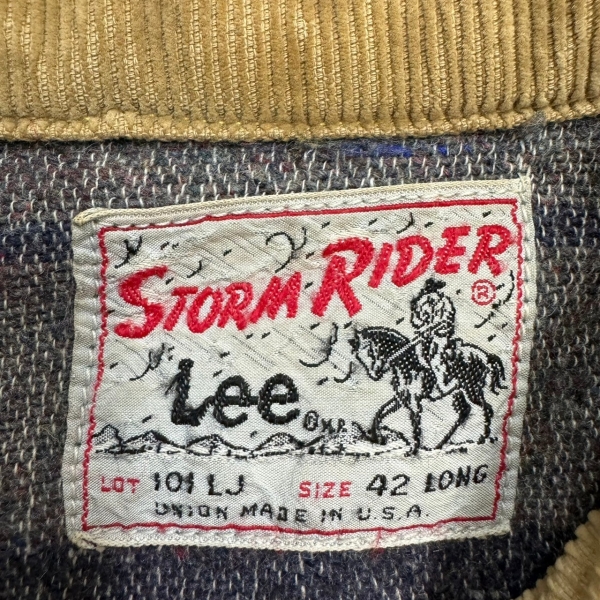 STORM RIDER ®
Lee ®M.R.
LOT 101 LJ SIZE 42 LONG
UNION MADE IN U.S.A.